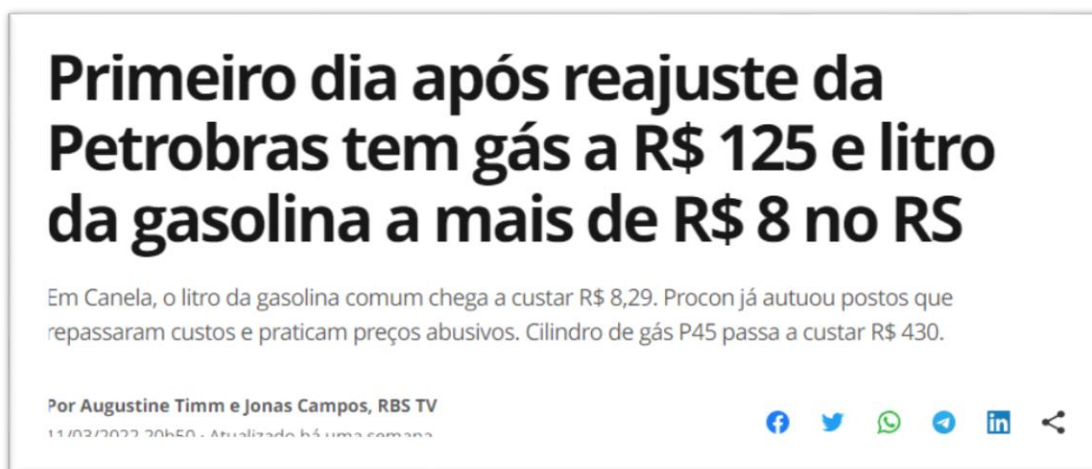 Primeiro dia após reajuste da
Petrobras tem gás a R$ 125 e litro
da gasolina a mais de R$ 8 no RS
Em Canela, o litro da gasolina comum chega a custar R$ 8,29. Procon já autuou postos que
repassaram custos e praticam preços abusivos. Cilindro de gás P45 passa a custar R$ 430.
Por Augustine Timm e Jonas Campos, RBS TV
11/03/2022 20h50 · Atualizado há uma semana